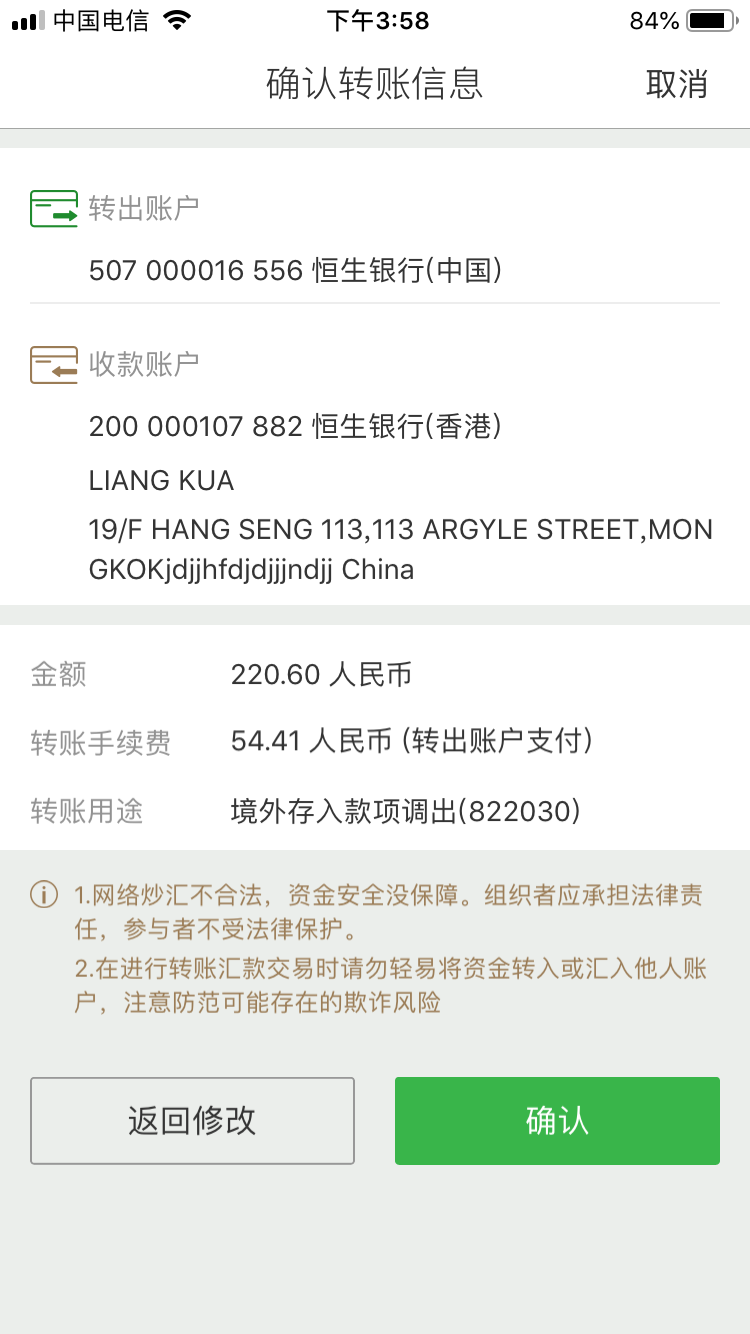 中国电信 下午3:58 84%
确认转账信息 取消
转出账户
507 000016 556 恒生银行(中国)
收款账户
200 000107 882 恒生银行(香港)
LIANG KUA
19/F HANG SENG 113,113 ARGYLE STREET,MON
GKOKjdjjhfdjdjjjndjj China
金额 220.60 人民币
转账手续费 54.41 人民币 (转出账户支付)
转账用途 境外存入款项调出(822030)
1.网络炒汇不合法，资金安全没保障。组织者应承担法律责
任，参与者不受法律保护。
2.在进行转账汇款交易时请勿轻易将资金转入或汇入他人账
户，注意防范可能存在的欺诈风险
返回修改 确认